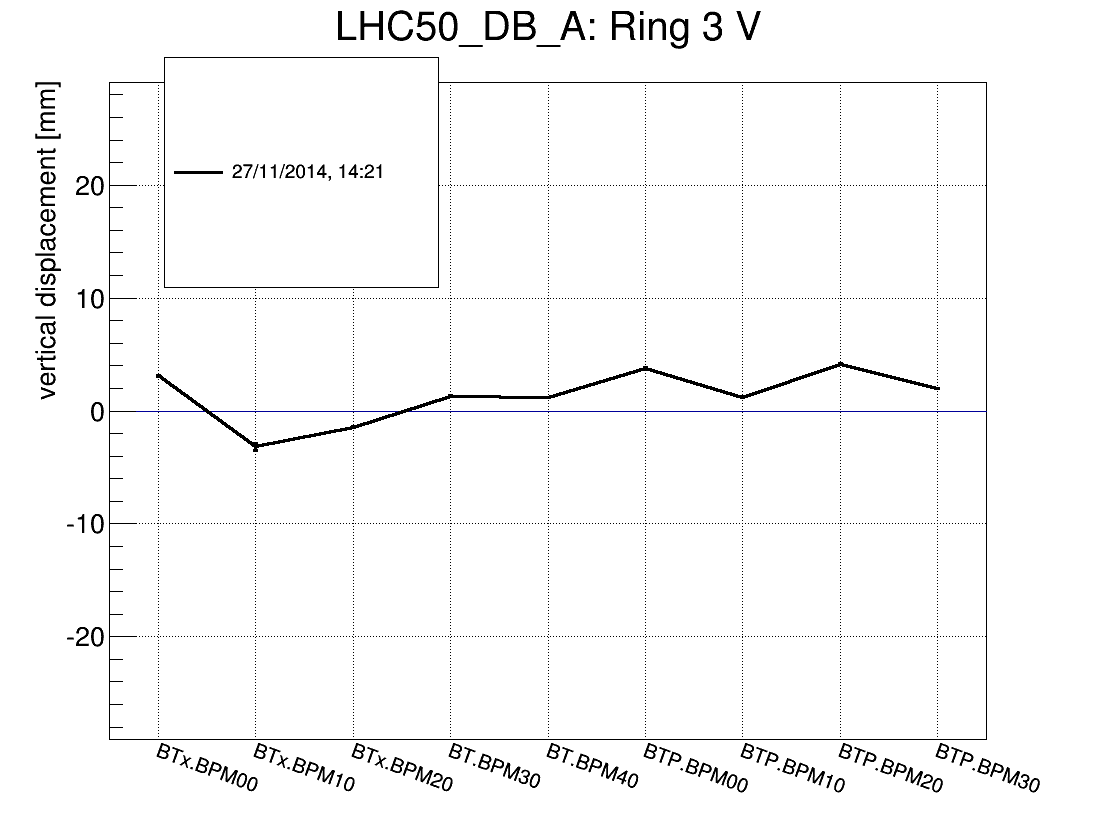 LHC50_DB_A: Ring 3 V
vertical displacement [mm]
27/11/2014, 14:21
20
10
0
-10
-20
BTx.BPM00
BTx.BPM10
BTx.BPM20
BT.BPM30
BT.BPM40
BTP.BPM00
BTP.BPM10
BTP.BPM20
BTP.BPM30